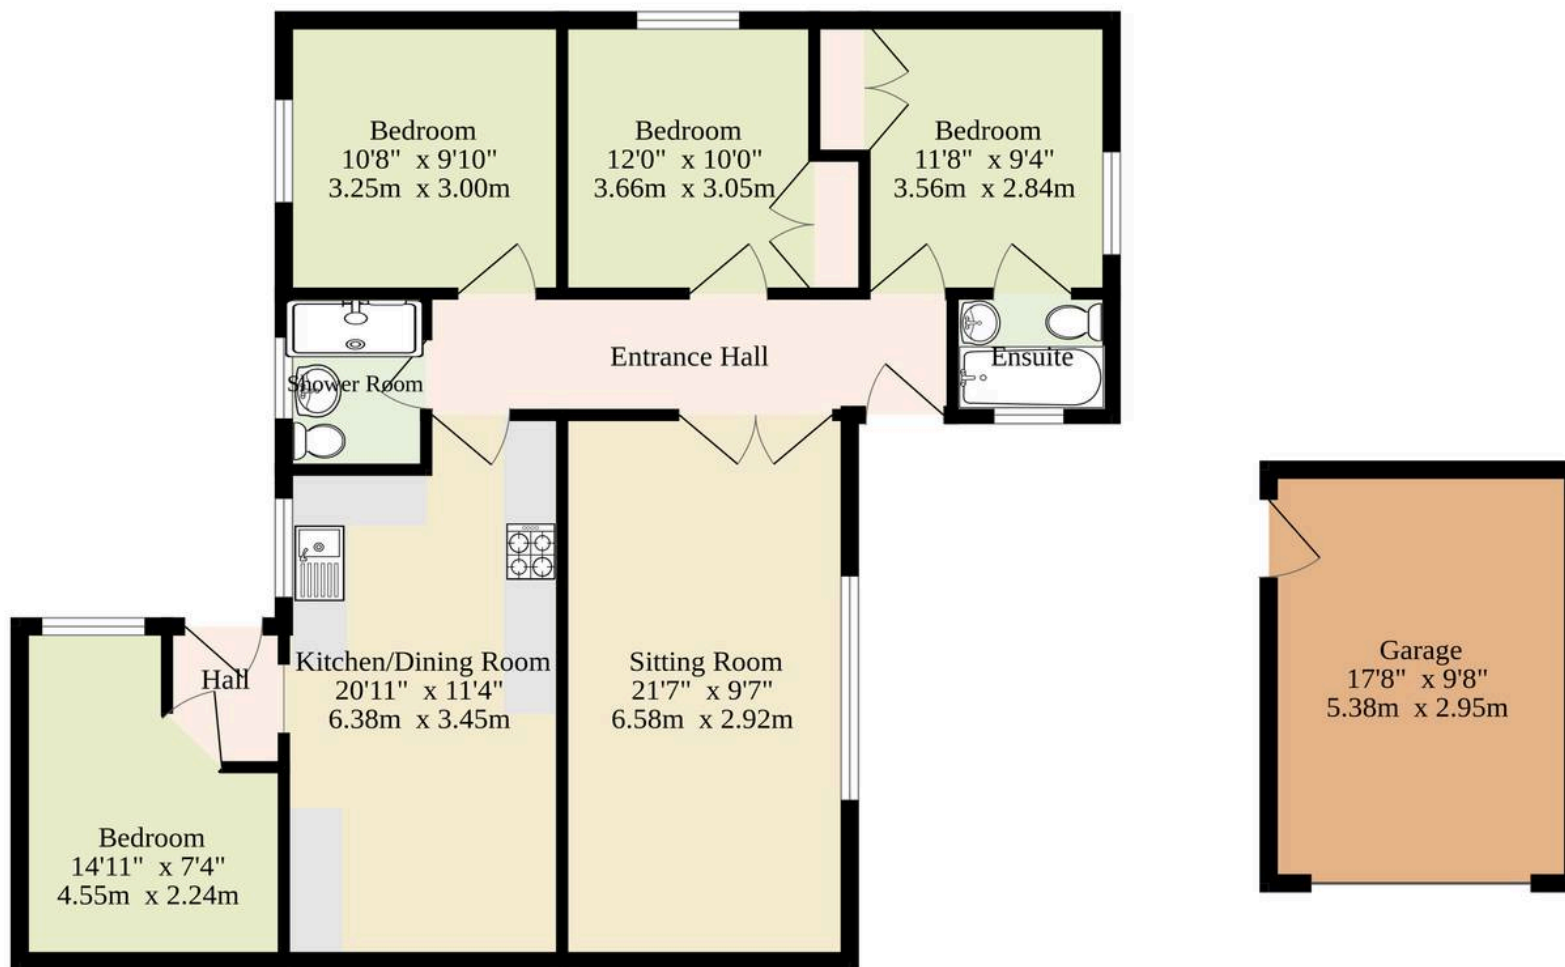 Bedroom
10'8" x 9'10"
3.25m x 3.00m
Bedroom
12'0" x 10'0"
3.66m x 3.05m
Bedroom
11'8" x 9'4"
3.56m x 2.84m
Entrance Hall
Ensuite
Shower Room
Hall
Kitchen/Dining Room
20'11" x 11'4"
6.38m x 3.45m
Sitting Room
21'7" x 9'7"
6.58m x 2.92m
Garage
17'8" x 9'8"
5.38m x 2.95m
Bedroom
14'11" x 7'4"
4.55m x 2.24m